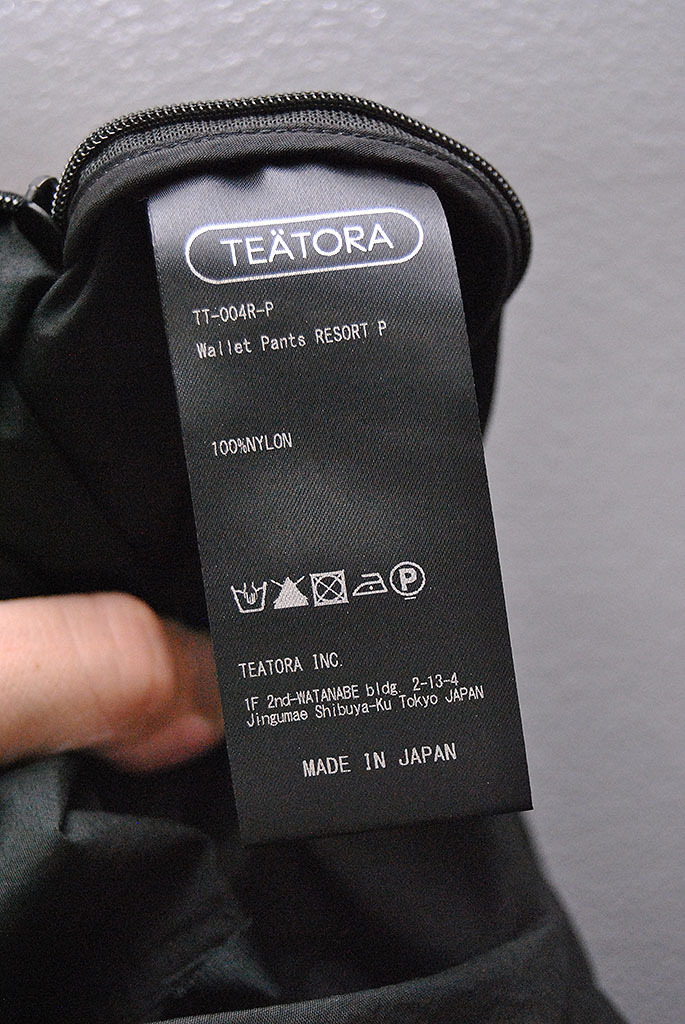 TEÄTORA
TT-004R-P
Wallet Pants RESORT P
100%NYLON
P
TEATORA INC.
1F 2nd-WATANABE bldg. 2-13-4
Jingumae Shibuya-Ku Tokyo JAPAN
MADE IN JAPAN